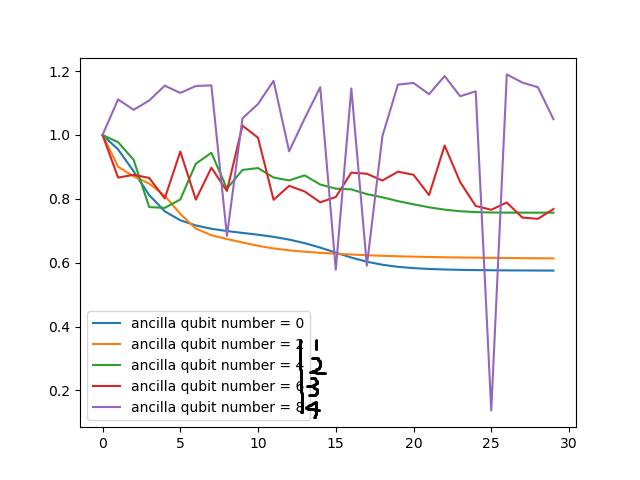 1.2
1.0
0.8
0.6
0.4
0.2
ancilla qubit number = 0
ancilla qubit number = 2 1
ancilla qubit number = 4 2
ancilla qubit number = 6 3
ancilla qubit number = 8 4
0 5 10 15 20 25 30